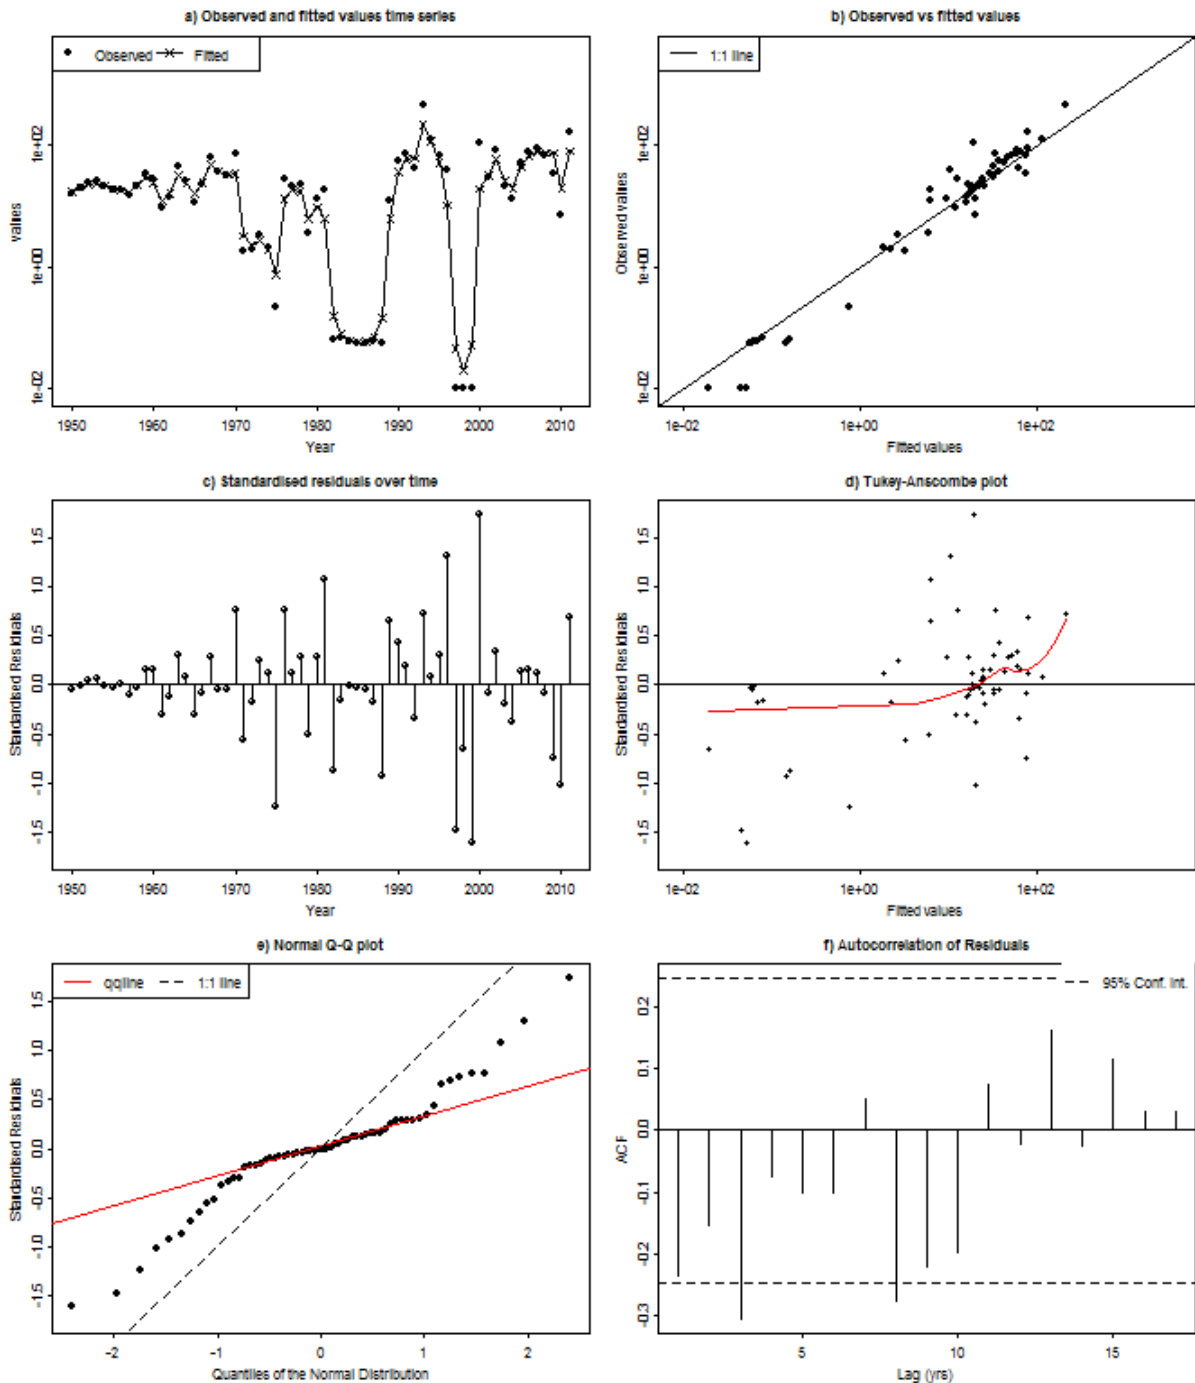 a) Observed and fitted values time series
Observed Fitted
values
1e-02 1e+00 1e+02
1950 1960 1970 1980 1990 2000 2010
Year
b) Observed vs fitted values
1:1 line
Observed values
1e-02 1e+00 1e+02
1e-02 1e+00 1e+02
Fitted values
c) Standardised residuals over time
Standardised Residuals
-1.5 -1.0 -0.5 0.0 0.5 1.0 1.5
1950 1960 1970 1980 1990 2000 2010
Year
d) Tukey-Anscombe plot
Standardised Residuals
-1.5 -1.0 -0.5 0.0 0.5 1.0 1.5
1e-02 1e+00 1e+02
Fitted values
e) Normal Q-Q plot
qqline 1:1 line
Standardised Residuals
-1.5 -1.0 -0.5 0.0 0.5 1.0 1.5
-2 -1 0 1 2
Quantiles of the Normal Distribution
f) Autocorrelation of Residuals
95% Conf. Int.
ACF
-0.3 -0.2 -0.1 0.0 0.1 0.2
5 10 15
Lag (yrs)